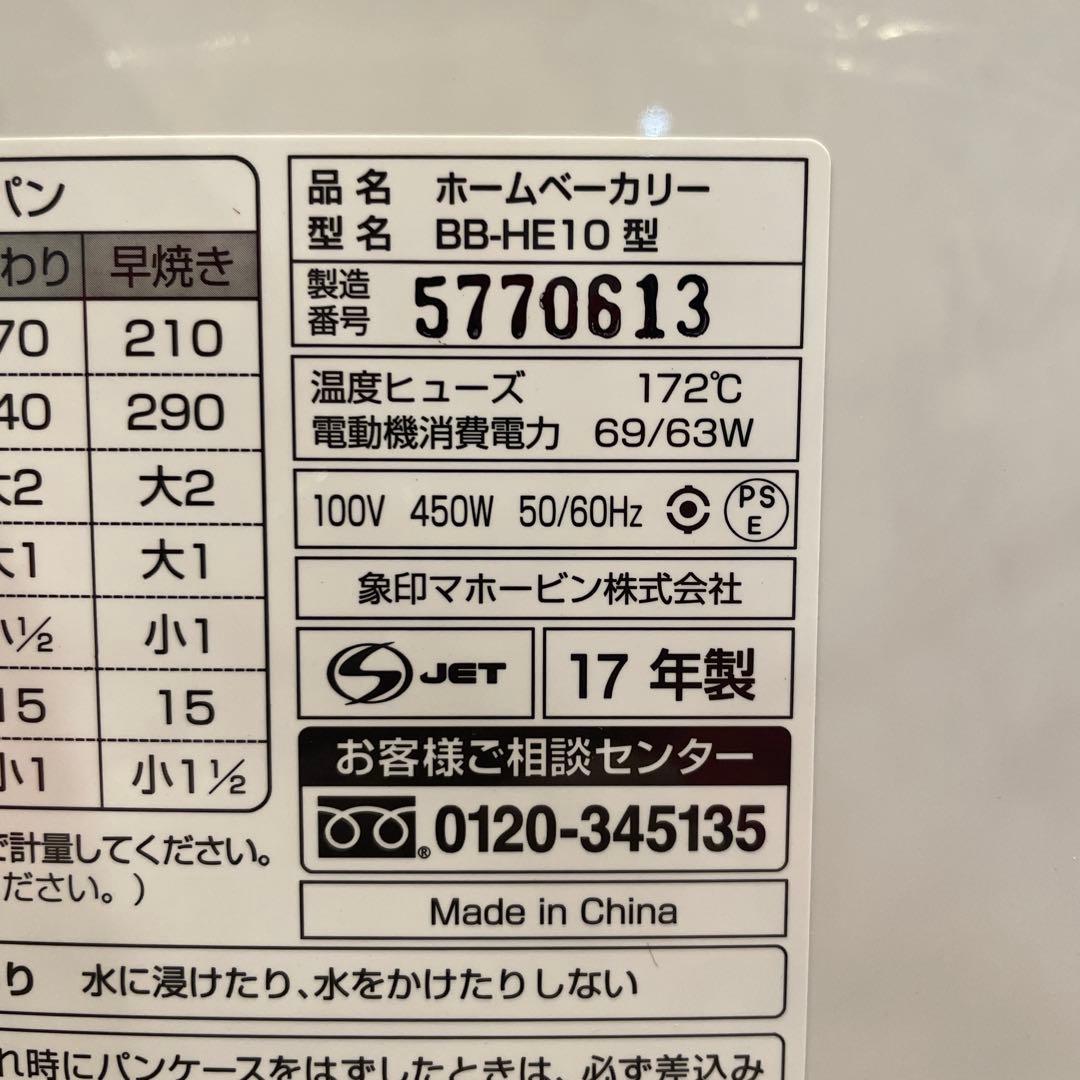 パン
わり 早焼き
70 210
40 290
大2 大2
大1 大1
小½ 小1
15 15
小1 小1½
で計量してください。
ださい。)
品名 ホームベーカリー
型名 BB-HE10 型
製造番号 5770613
温度ヒューズ 172℃
電動機消費電力 69/63W
100V 450W 50/60Hz PSE
象印マホービン株式会社
S JET
17 年製
お客様ご相談センター
® 0120-345135
Made in China
り 水に浸けたり、水をかけたりしない
れ時にパンケースをはずしたときは、必ず差込み